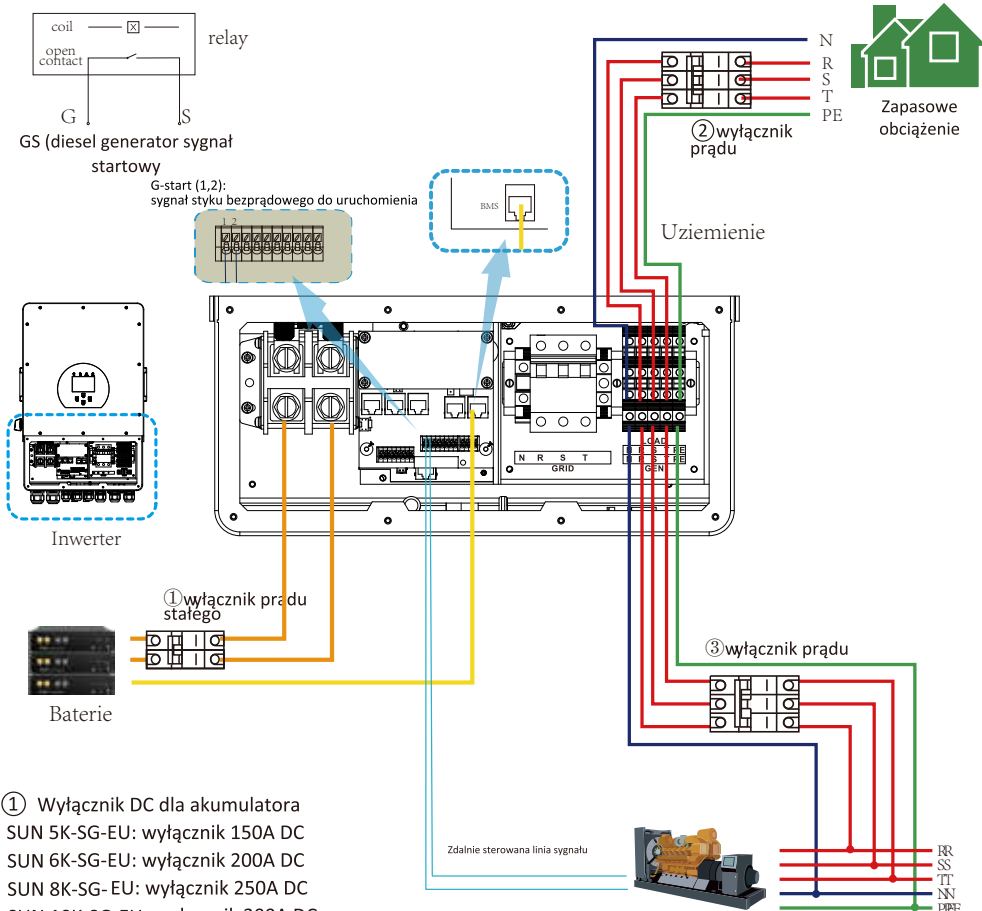 coil
X
open
contact
relay
G
S
GS (diesel generator sygnał
startowy
G-start (1,2):
sygnał styku bezprądowego do uruchomienia
1 2
BMS
N
R
S
T
PE
②wyłącznik
prądu
Zapasowe
obciążenie
Uziemienie
LOAD
N R S T PE
N R S T PE
GEN
N R S T
GRID
Inwerter
①wyłącznik prądu
stałego
③wyłącznik prądu
Baterie
① Wyłącznik DC dla akumulatora
SUN 5K-SG-EU: wyłącznik 150A DC
SUN 6K-SG-EU: wyłącznik 200A DC
SUN 8K-SG-EU: wyłącznik 250A DC
Zdalnie sterowana linia sygnału
RR
SS
TT
NN